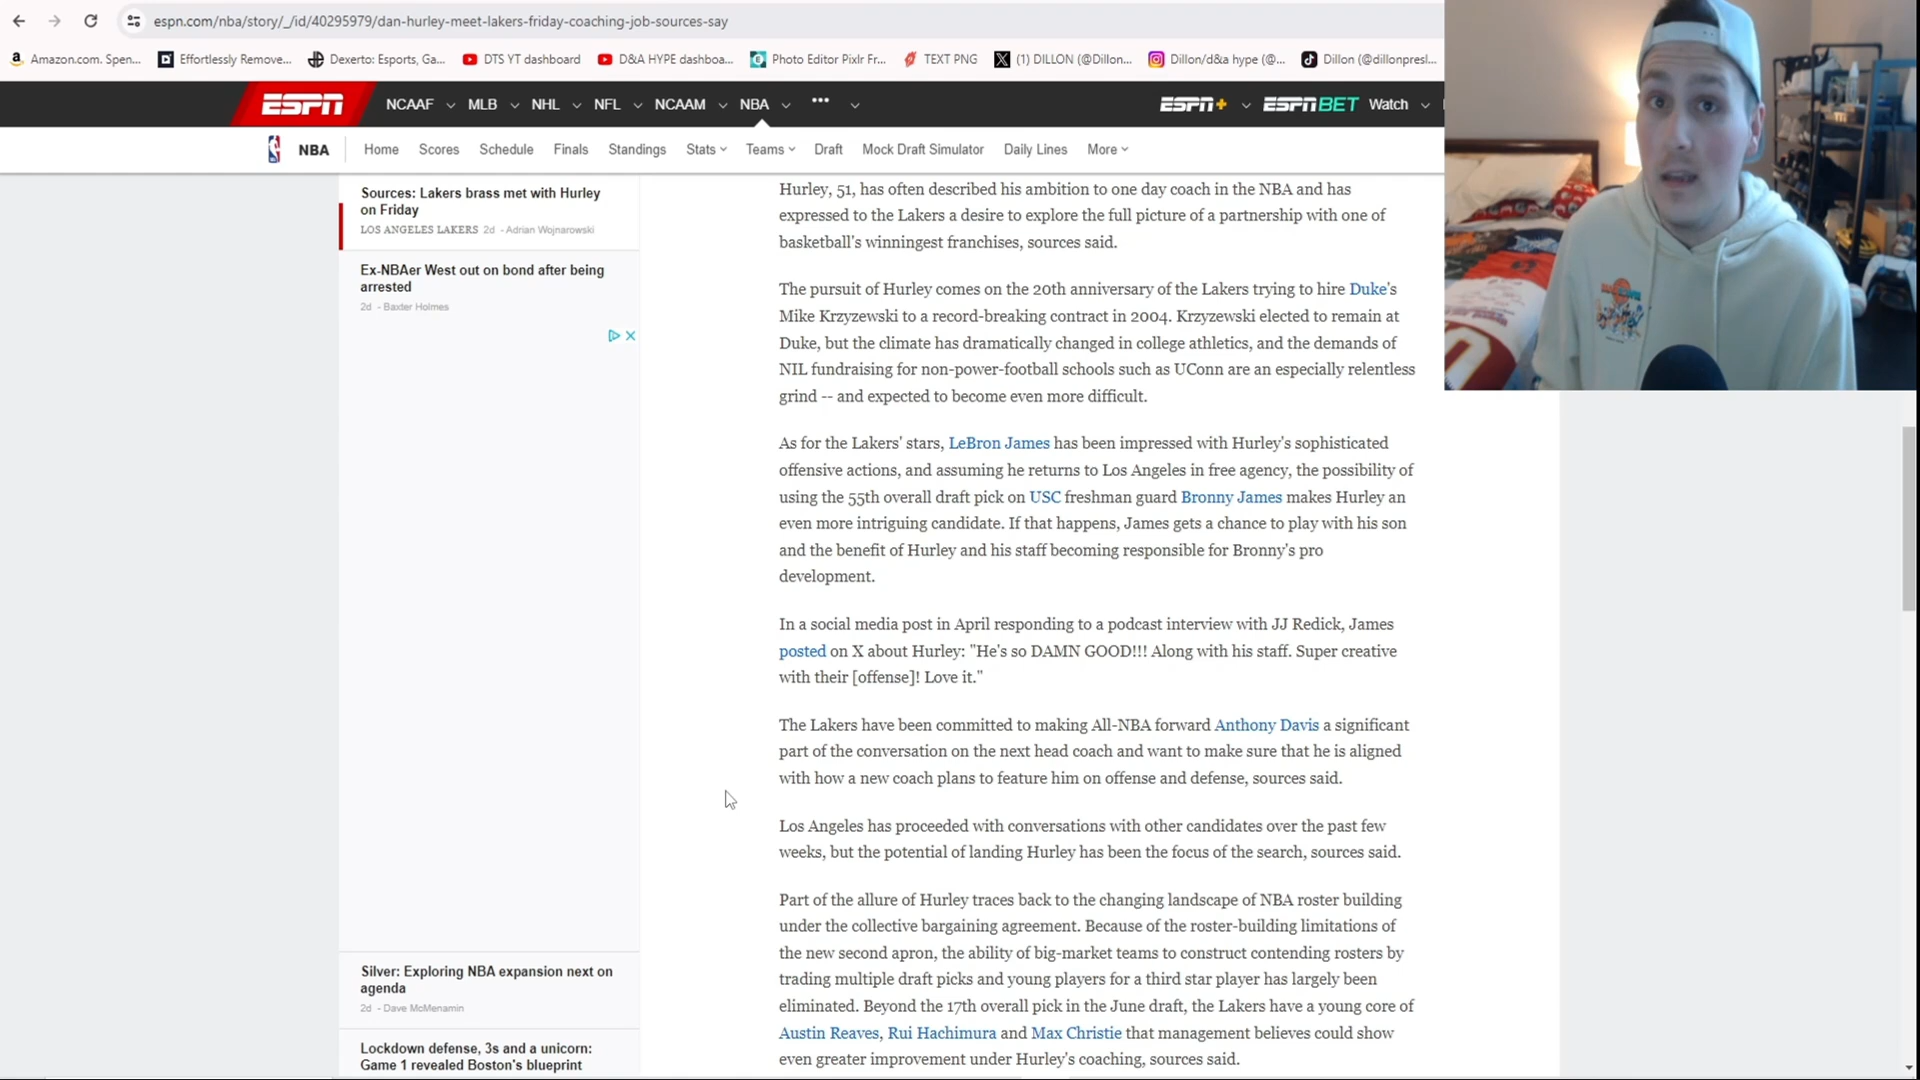 espn.com/nba/story/_/id/40295979/dan-hurley-meet-lakers-friday-coaching-job-sources-say
Amazon.com. Spen...
Effortlessly Remove...
Dexerto: Esports, Ga...
DTS YT dashboard
D&A HYPE dashboa...
Photo Editor Pixlr Fr...
TEXT PNG
(1) DILLON (@Dillon...
Dillon/d&a hype (@...
Dillon (@dillonpresl...
ESPN NCAAF MLB NHL NFL NCAAM NBA ••• ESPN+ ESPN BET Watch
NBA Home Scores Schedule Finals Standings Stats Teams Draft Mock Draft Simulator Daily Lines More
Sources: Lakers brass met with Hurley
on Friday
LOS ANGELES LAKERS 2d - Adrian Wojnarowski
Ex-NBAer West out on bond after being
arrested
2d - Baxter Holmes
Silver: Exploring NBA expansion next on
agenda
2d - Dave McMenamin
Lockdown defense, 3s and a unicorn:
Game 1 revealed Boston's blueprint
Hurley, 51, has often described his ambition to one day coach in the NBA and has
expressed to the Lakers a desire to explore the full picture of a partnership with one of
basketball's winningest franchises, sources said.
The pursuit of Hurley comes on the 20th anniversary of the Lakers trying to hire Duke's
Mike Krzyzewski to a record-breaking contract in 2004. Krzyzewski elected to remain at
Duke, but the climate has dramatically changed in college athletics, and the demands of
NIL fundraising for non-power-football schools such as UConn are an especially relentless
grind -- and expected to become even more difficult.
As for the Lakers' stars, LeBron James has been impressed with Hurley's sophisticated
offensive actions, and assuming he returns to Los Angeles in free agency, the possibility of
using the 55th overall draft pick on USC freshman guard Bronny James makes Hurley an
even more intriguing candidate. If that happens, James gets a chance to play with his son
and the benefit of Hurley and his staff becoming responsible for Bronny's pro
development.
In a social media post in April responding to a podcast interview with JJ Redick, James
posted on X about Hurley: "He's so DAMN GOOD!!! Along with his staff. Super creative
with their [offense]! Love it."
The Lakers have been committed to making All-NBA forward Anthony Davis a significant
part of the conversation on the next head coach and want to make sure that he is aligned
with how a new coach plans to feature him on offense and defense, sources said.
Los Angeles has proceeded with conversations with other candidates over the past few
weeks, but the potential of landing Hurley has been the focus of the search, sources said.
Part of the allure of Hurley traces back to the changing landscape of NBA roster building
under the collective bargaining agreement. Because of the roster-building limitations of
the new second apron, the ability of big-market teams to construct contending rosters by
trading multiple draft picks and young players for a third star player has largely been
eliminated. Beyond the 17th overall pick in the June draft, the Lakers have a young core of
Austin Reaves, Rui Hachimura and Max Christie that management believes could show
even greater improvement under Hurley's coaching, sources said.